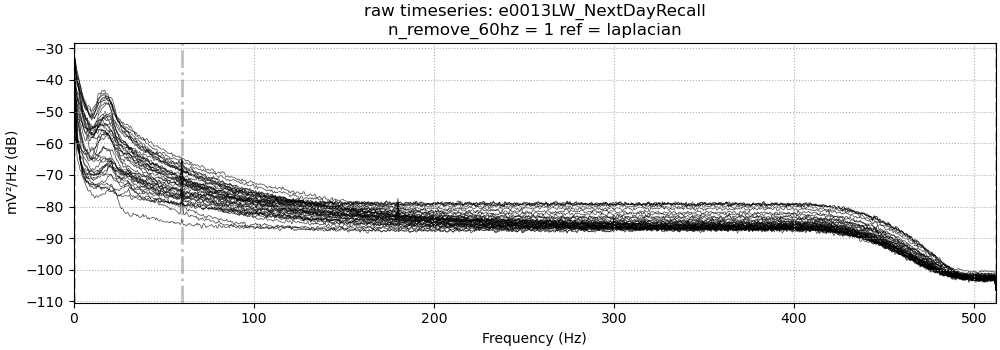 raw timeseries: e0013LW_NextDayRecall
n_remove_60hz = 1 ref = laplacian
−30
−40
−50
−60
−70
−80
−90
−100
−110
mV²/Hz (dB)
0 100 200 300 400 500
Frequency (Hz)